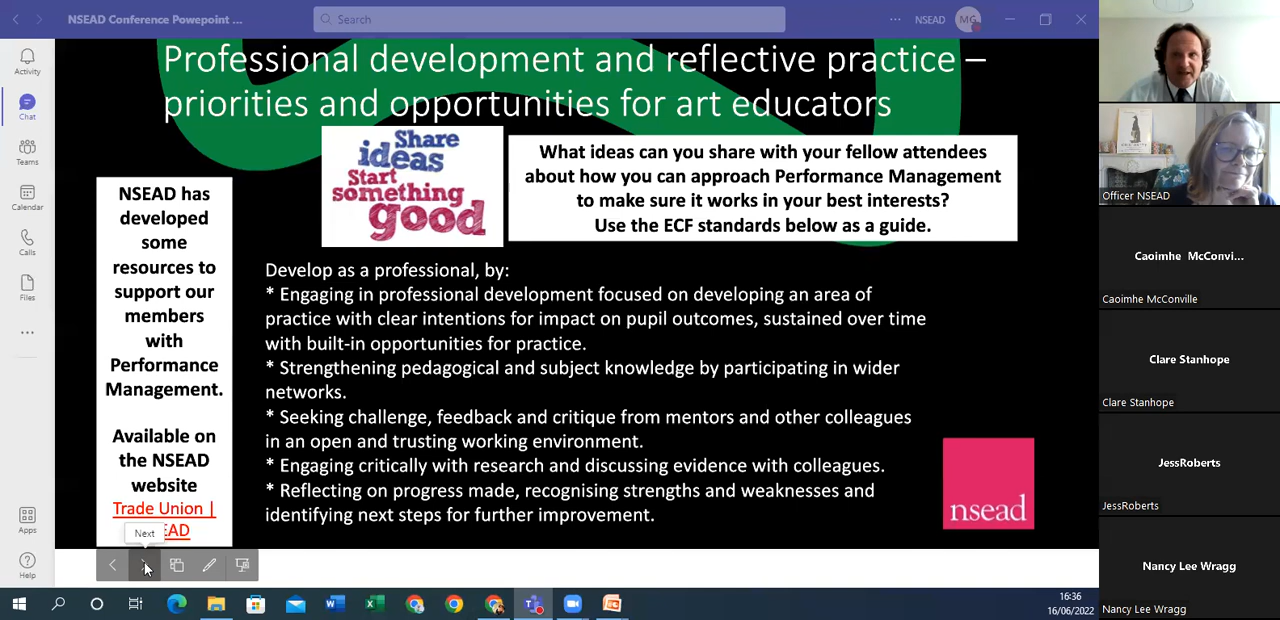 NSEAD Conference Powepoint ...
Search
NSEAD
MG
Activity
Chat
Teams
Calendar
Calls
Files
Apps
Help
Professional development and reflective practice –
priorities and opportunities for art educators
Share
ideas
Start
something
good
What ideas can you share with your fellow attendees
about how you can approach Performance Management
to make sure it works in your best interests?
Use the ECF standards below as a guide.
NSEAD has
developed
some
resources to
support our
members
with
Performance
Management.
Available on
the NSEAD
website
Trade Union |
EAD
Next
Develop as a professional, by:
* Engaging in professional development focused on developing an area of
practice with clear intentions for impact on pupil outcomes, sustained over time
with built-in opportunities for practice.
* Strengthening pedagogical and subject knowledge by participating in wider
networks.
* Seeking challenge, feedback and critique from mentors and other colleagues
in an open and trusting working environment.
* Engaging critically with research and discussing evidence with colleagues.
* Reflecting on progress made, recognising strengths and weaknesses and
identifying next steps for further improvement.
nsead
Officer NSEAD
Caoimhe McConvi...
Caoimhe McConville
Clare Stanhope
Clare Stanhope
JessRoberts
JessRoberts
Nancy Lee Wragg
Nancy Lee Wragg
16:36
16/06/2022